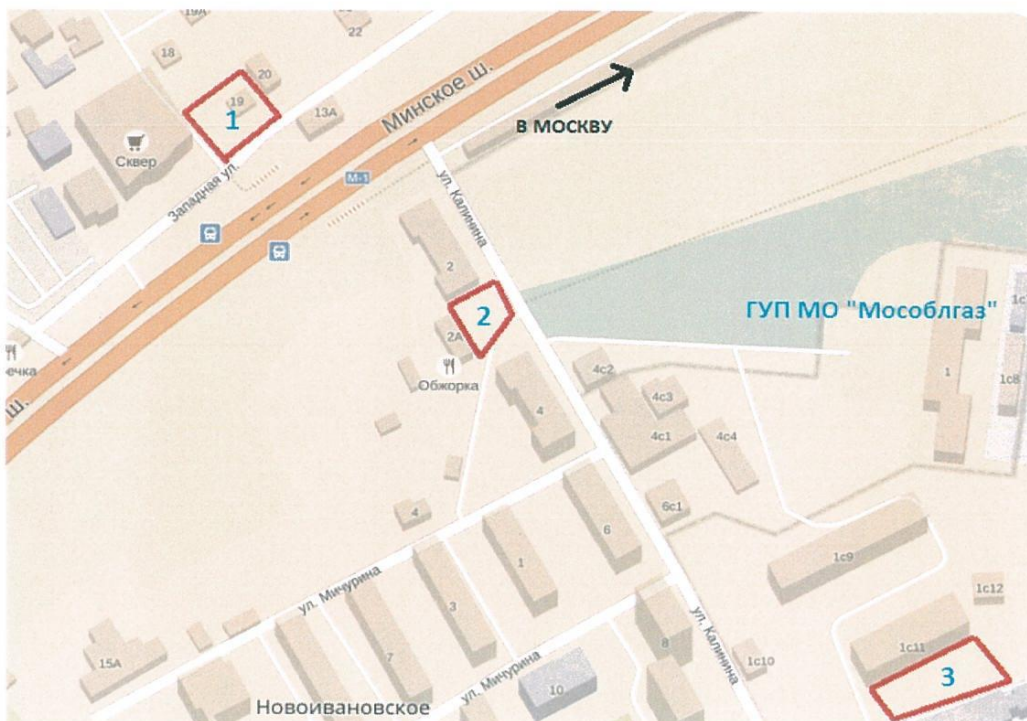 19А
22
18
20
19
1
13А
Сквер
Западная ул.
Минское ш.
В МОСКВУ
М-1
ул. Калинина
2
2
2А
Обжорка
ГУП МО "Мособлгаз"
ечка
ш.
4
4с2
4с3
4с1
4с4
1
1с8
4
6с1
6
1
3
7
ул. Мичурина
1с9
1с12
1с11
3
15А
8
1с10
ул. Калинина
10
ул. Мичурина
Новоивановское